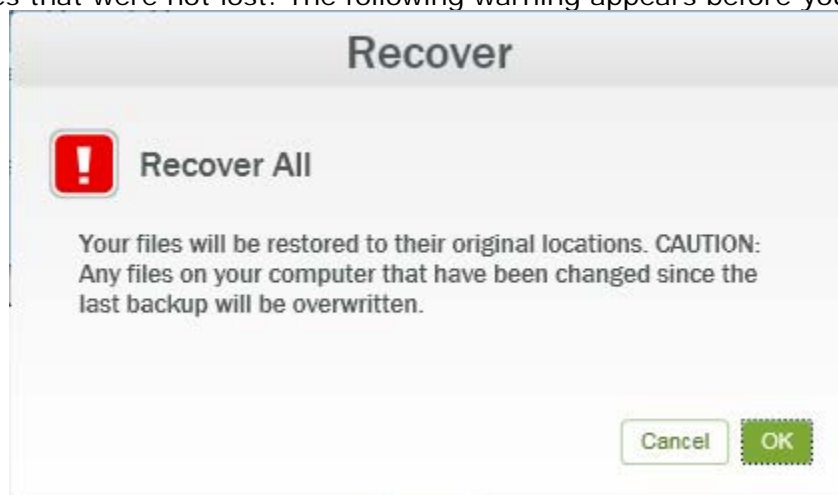 es that were not lost. The following warning appears before you
Recover
Recover All
Your files will be restored to their original locations. CAUTION:
Any files on your computer that have been changed since the
last backup will be overwritten.
Cancel OK